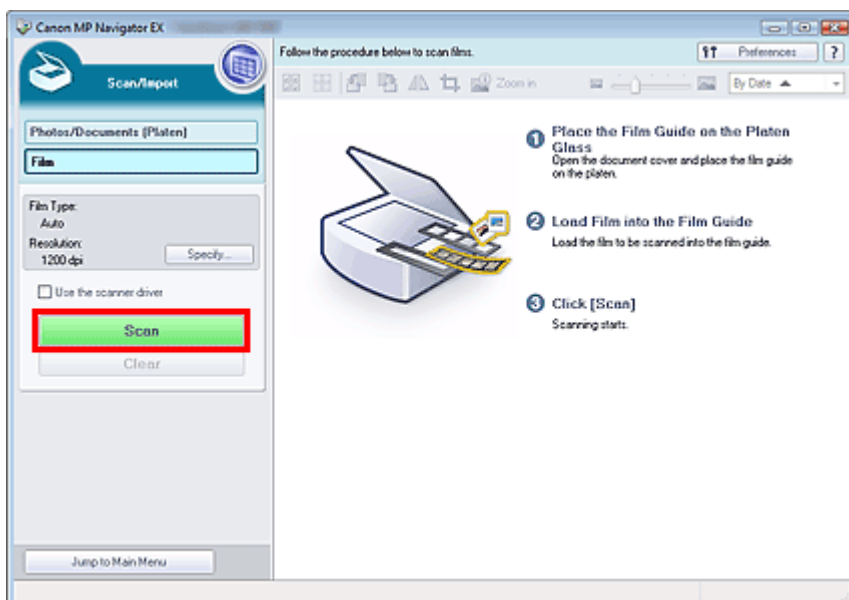 Canon MP Navigator EX
Scan/Import
Photos/Documents (Platen)
Film
Film Type:
Auto
Resolution:
1200 dpi
Specify...
Use the scanner driver
Scan
Clear
Jump to Main Menu
Follow the procedure below to scan films.
Preferences
?
Zoom in
By Date
1 Place the Film Guide on the Platen
Glass
Open the document cover and place the film guide
on the platen.
2 Load Film into the Film Guide
Load the film to be scanned into the film guide.
3 Click [Scan]
Scanning starts.